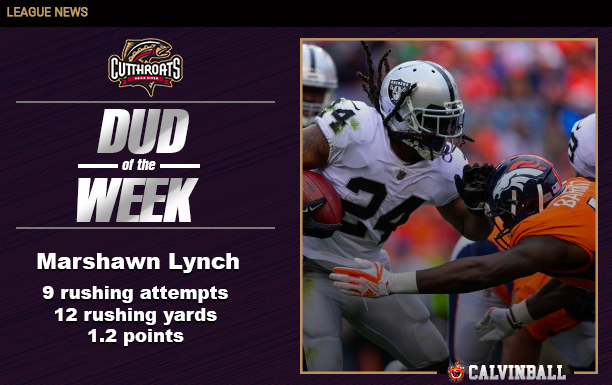 LEAGUE NEWS
CUTTHROATS
DUD
of the
WEEK
Marshawn Lynch
9 rushing attempts
12 rushing yards
1.2 points
24
24
CALVINBALL